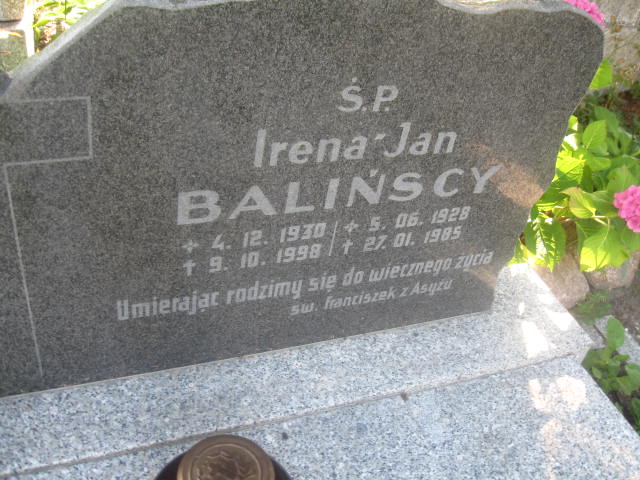 Ś.P.
Irena-Jan
BALIŃSCY
+ 4. 12. 1930 / + 5. 06. 1928
† 9. 10. 1998 / † 27. 01. 1985
Umierając rodzimy się do wiecznego życia
św. franciszek z Asyżu